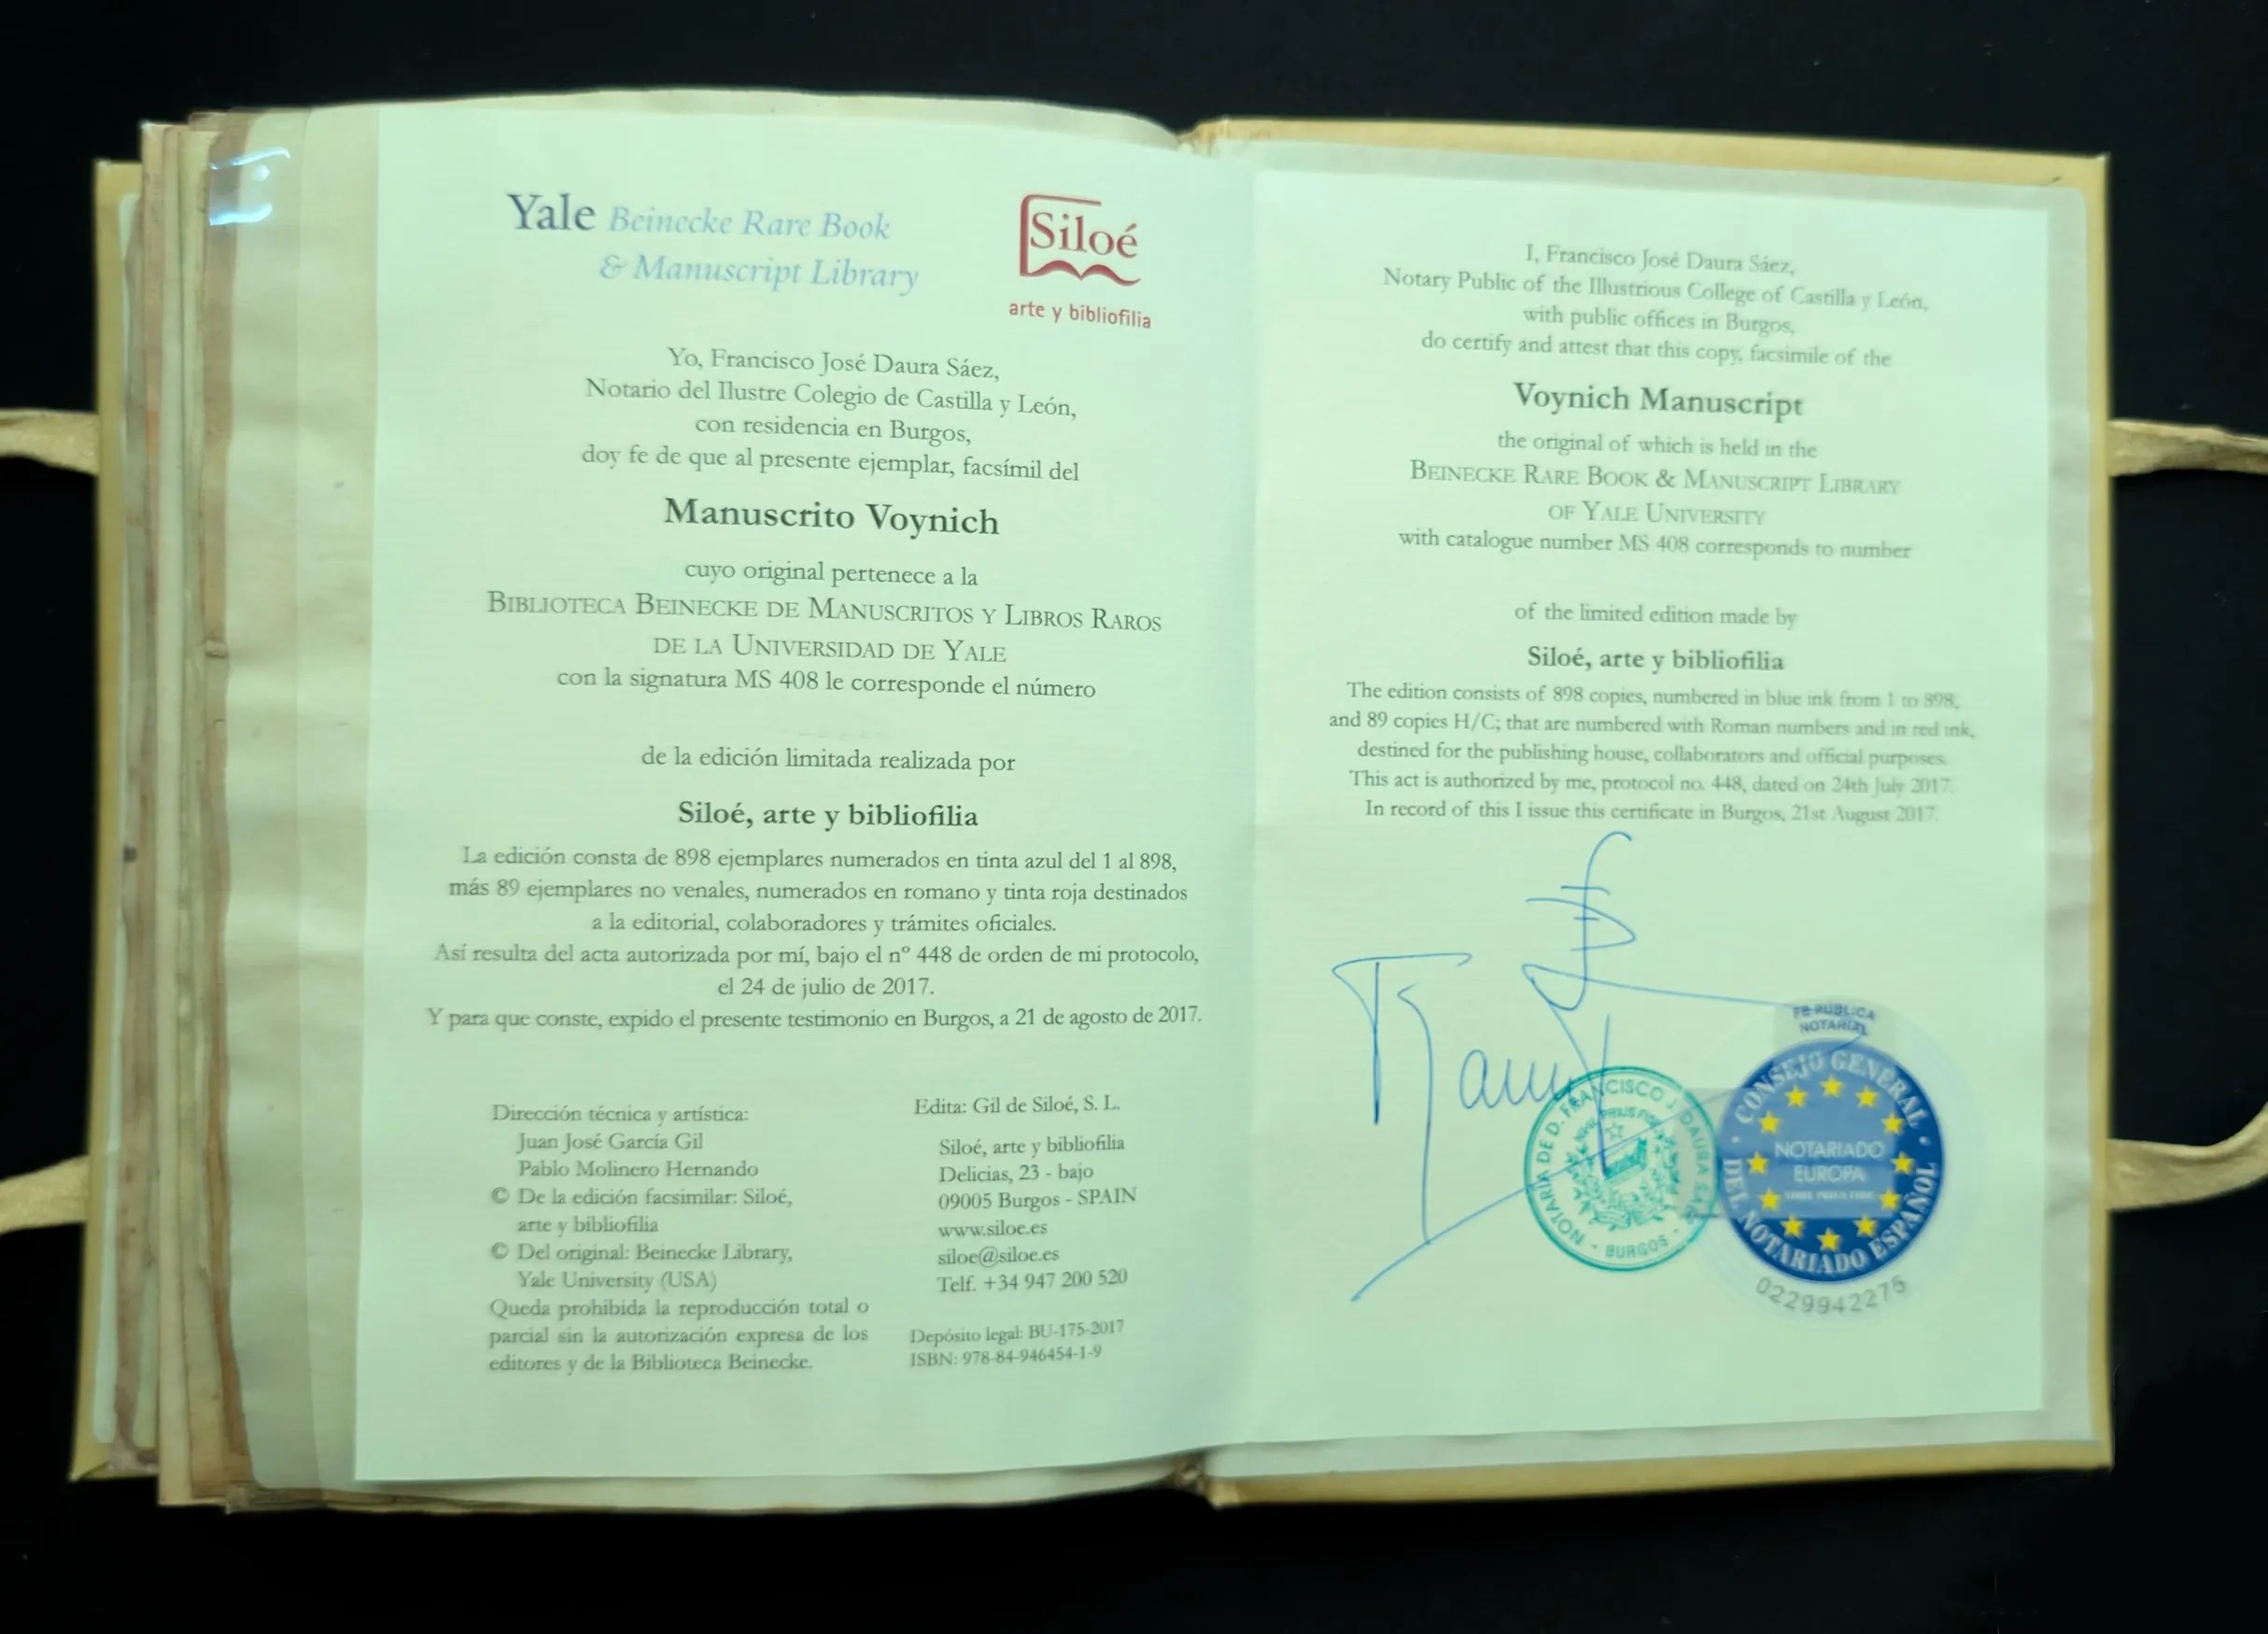 Yale Beinecke Rare Book
& Manuscript Library
Siloé
arte y bibliofilia
Yo, Francisco José Daura Sáez,
Notario del Ilustre Colegio de Castilla y León,
con residencia en Burgos,
doy fe de que al presente ejemplar, facsímil del
Manuscrito Voynich
cuyo original pertenece a la
BIBLIOTECA BEINECKE DE MANUSCRITOS Y LIBROS RAROS
DE LA UNIVERSIDAD DE YALE
con la signatura MS 408 le corresponde el número
de la edición limitada realizada por
Siloé, arte y bibliofilia
La edición consta de 898 ejemplares numerados en tinta azul del 1 al 898,
más 89 ejemplares no venales, numerados en romano y tinta roja destinados
a la editorial, colaboradores y trámites oficiales.
Así resulta del acta autorizada por mí, bajo el nº 448 de orden de mi protocolo,
el 24 de julio de 2017.
Y para que conste, expido el presente testimonio en Burgos, a 21 de agosto de 2017.
Dirección técnica y artística:
Juan José García Gil
Pablo Molinero Hernando
© De la edición facsimilar: Siloé,
arte y bibliofilia
© Del original: Beinecke Library,
Yale University (USA)
Queda prohibida la reproducción total o
parcial sin la autorización expresa de los
editores y de la Biblioteca Beinecke.
Edita: Gil de Siloé, S. L.
Siloé, arte y bibliofilia
Delicias, 23 - bajo
09005 Burgos - SPAIN
www.siloe.es
siloe@siloe.es
Telf. +34 947 200 520
Depósito legal: BU-175-2017
ISBN: 978-84-946454-1-9
I, Francisco José Daura Sáez,
Notary Public of the Illustrious College of Castilla y León,
with public offices in Burgos,
do certify and attest that this copy, facsimile of the
Voynich Manuscript
the original of which is held in the
BEINECKE RARE BOOK & MANUSCRIPT LIBRARY
OF YALE UNIVERSITY
with catalogue number MS 408 corresponds to number
of the limited edition made by
Siloé, arte y bibliofilia
The edition consists of 898 copies, numbered in blue ink from 1 to 898,
and 89 copies H/C; that are numbered with Roman numbers and in red ink,
destined for the publishing house, collaborators and official purposes.
This act is authorized by me, protocol no. 448, dated on 24th July 2017.
In record of this I issue this certificate in Burgos, 21st August 2017.
NOTARIA DE D. FRANCISCO J. DAURA SAEZ
- BURGOS -
FE PÚBLICA
NOTARIAL
CONSEJO GENERAL
DEL NOTARIADO ESPAÑOL
NOTARIADO
EUROPA
NIHIL PRIUS FIDE
0229942275